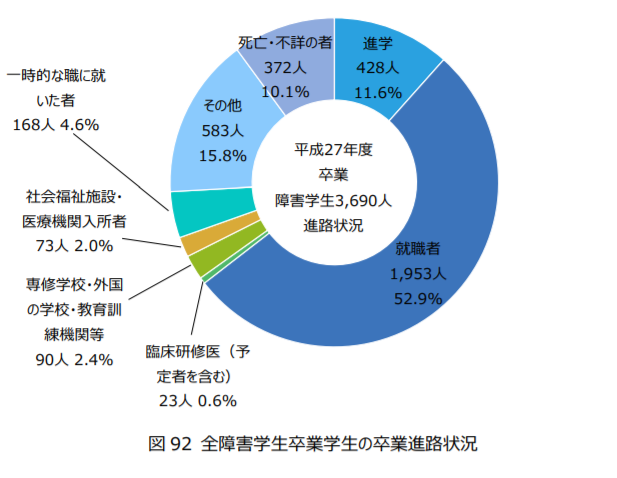 死亡・不詳の者
372人
10.1%
進学
428人
11.6%
一時的な職に就
いた者
168人 4.6%
その他
583人
15.8%
平成27年度
卒業
障害学生3,690人
進路状況
社会福祉施設・
医療機関入所者
73人 2.0%
就職者
1,953人
52.9%
専修学校・外国
の学校・教育訓
練機関等
90人 2.4%
臨床研修医（予
定者を含む）
23人 0.6%
図 92 全障害学生卒業学生の卒業進路状況